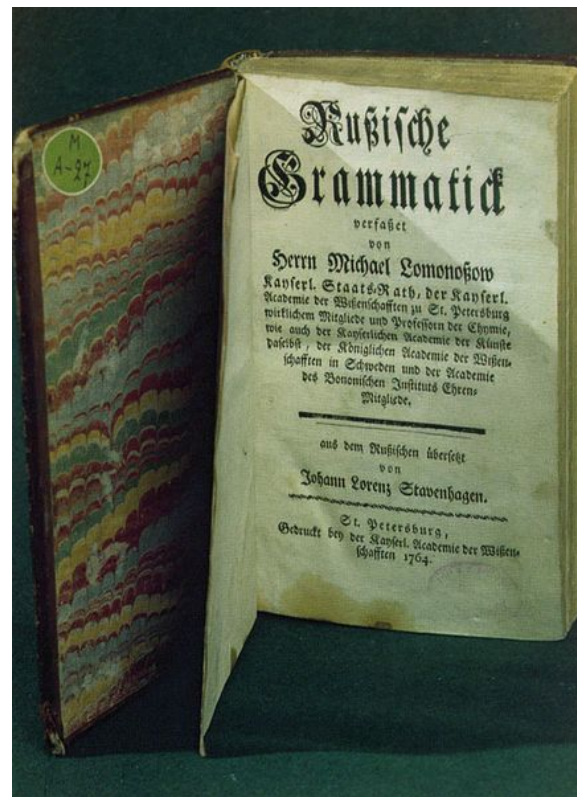 M
A-27
Rußische
Grammatick
verfaßet
von
Herrn Michael Lomonoßow
Kayserl. Staats-Rath, der Kayserl.
Academie der Wißenschafften zu St. Petersburg
wirklichem Mitgliede und Professorn der Chymie,
wie auch der Kayserlichen Academie der Künste
daselbst, der Königlichen Academie der Wißen-
schafften in Schweden und der Academie
des Bononischen Instituts Ehren-
Mitgliede.
aus dem Rußischen übersetzt
von
Johann Lorenz Stavenhagen.
St. Petersburg,
Gedruckt bey der Kayserl. Academie der Wißen-
schafften 1764.